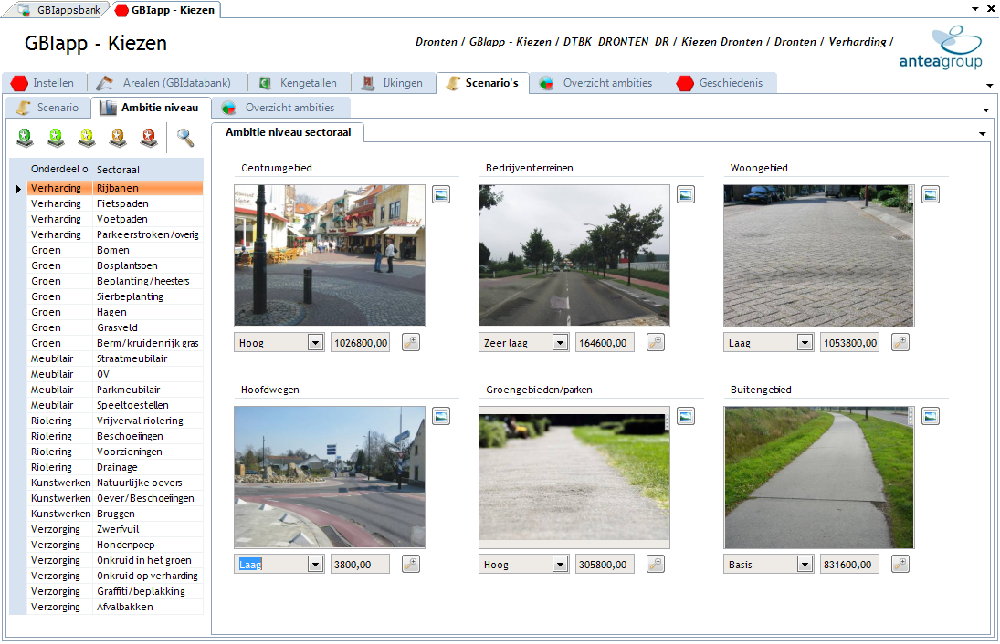 GBIappsbank
GBIapp - Kiezen
GBIapp - Kiezen
Dronten / GBIapp - Kiezen / DTBK_DRONTEN_DR / Kiezen Dronten / Dronten / Verharding /
anteagroup
Instellen
Arealen (GBIdatabank)
Kengetallen
IJkingen
Scenario's
Overzicht ambities
Geschiedenis
Scenario
Ambitie niveau
Overzicht ambities
Ambitie niveau sectoraal
Onderdeel o Sectoraal
Verharding Rijbanen
Verharding Fietspaden
Verharding Voetpaden
Verharding Parkeerstroken/overig
Groen Bomen
Groen Bosplantsoen
Groen Beplanting/heesters
Groen Sierbeplanting
Groen Hagen
Groen Grasveld
Groen Berm/kruidenrijk gras
Meubilair Straatmeubilair
Meubilair OV
Meubilair Parkmeubilair
Meubilair Speeltoestellen
Riolering Vrijverval riolering
Riolering Beschoeiingen
Riolering Voorzieningen
Riolering Drainage
Kunstwerken Natuurlijke oevers
Kunstwerken Oever/Beschoeiingen
Kunstwerken Bruggen
Verzorging Zwerfvuil
Verzorging Hondenpoep
Verzorging Onkruid in het groen
Verzorging Onkruid op verharding
Verzorging Graffiti/beplakking
Verzorging Afvalbakken
Centrumgebied
Hoog 1026800,00
Bedrijventerreinen
Zeer laag 164600,00
Woongebied
Laag 1053800,00
Hoofdwegen
Laag 3800,00
Groengebieden/parken
Hoog 305800,00
Buitengebied
Basis 831600,00